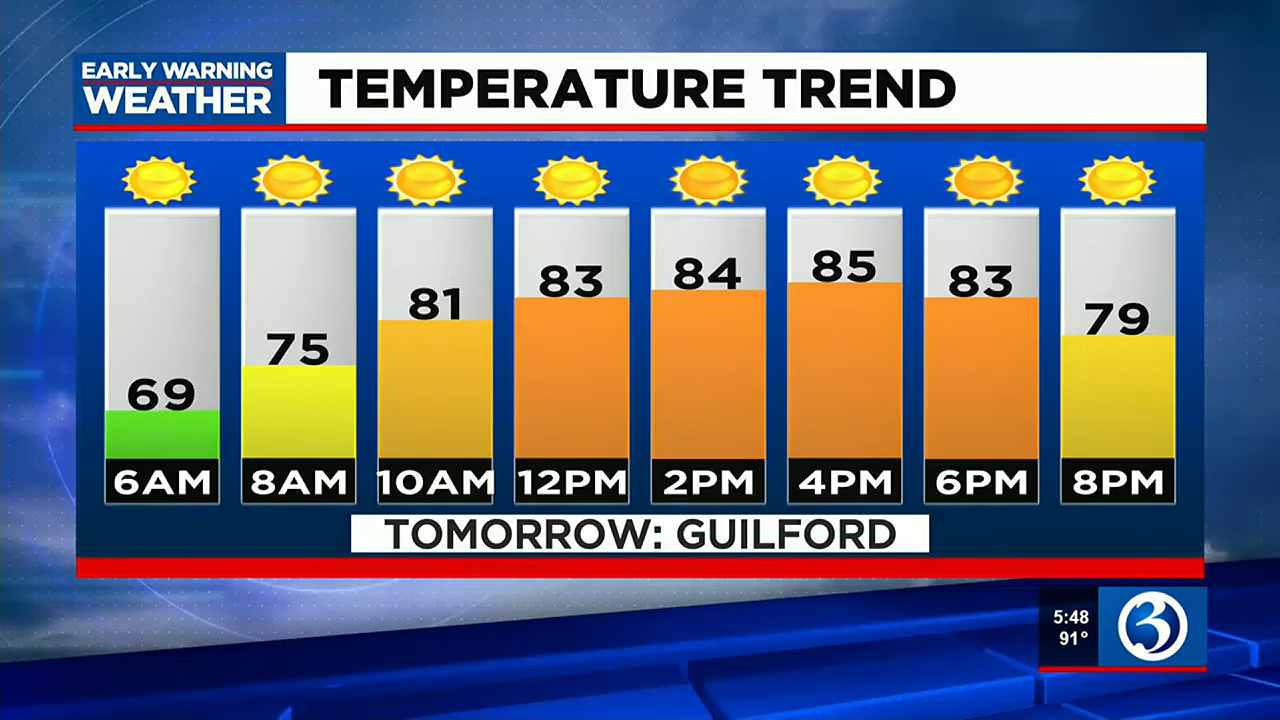 EARLY WARNING
WEATHER
TEMPERATURE TREND
69 75 81 83 84 85 83 79
6AM 8AM 10AM 12PM 2PM 4PM 6PM 8PM
TOMORROW: GUILFORD
5:48
91°
3